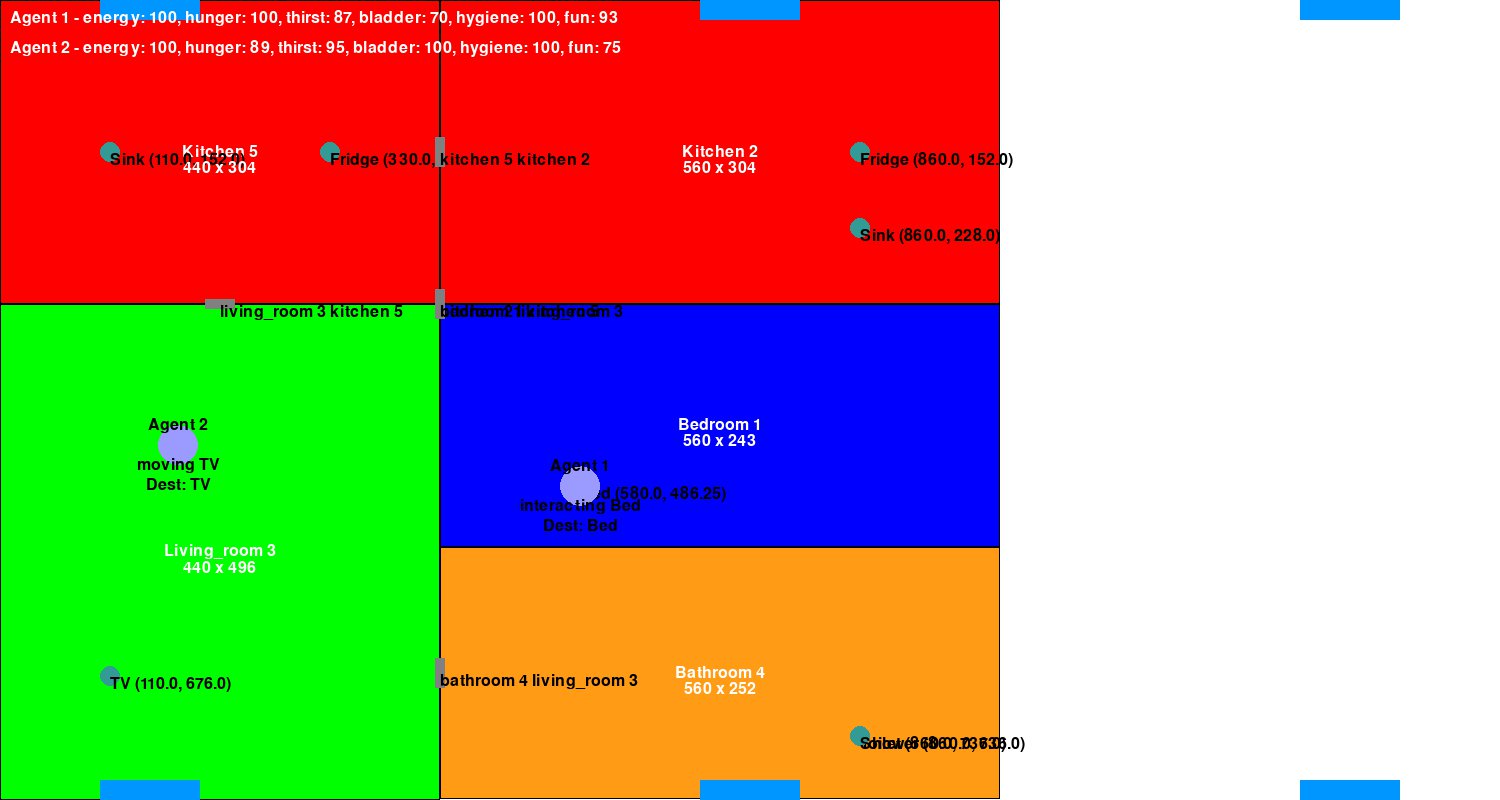 Agent 1 - energy: 100, hunger: 100, thirst: 87, bladder: 70, hygiene: 100, fun: 93
Agent 2 - energy: 100, hunger: 89, thirst: 95, bladder: 100, hygiene: 100, fun: 75
Kitchen 5
440 x 304
Sink (110.0, 152.0)
Fridge (330.0,
kitchen 5 kitchen 2
Kitchen 2
560 x 304
Fridge (860.0, 152.0)
Sink (860.0, 228.0)
living_room 3 kitchen 5
Agent 2
moving TV
Dest: TV
Bedroom 1
560 x 243
Agent 1
(580.0, 486.25)
interacting Bed
Dest: Bed
Living_room 3
440 x 496
TV (110.0, 676.0)
bathroom 4 living_room 3
Bathroom 4
560 x 252